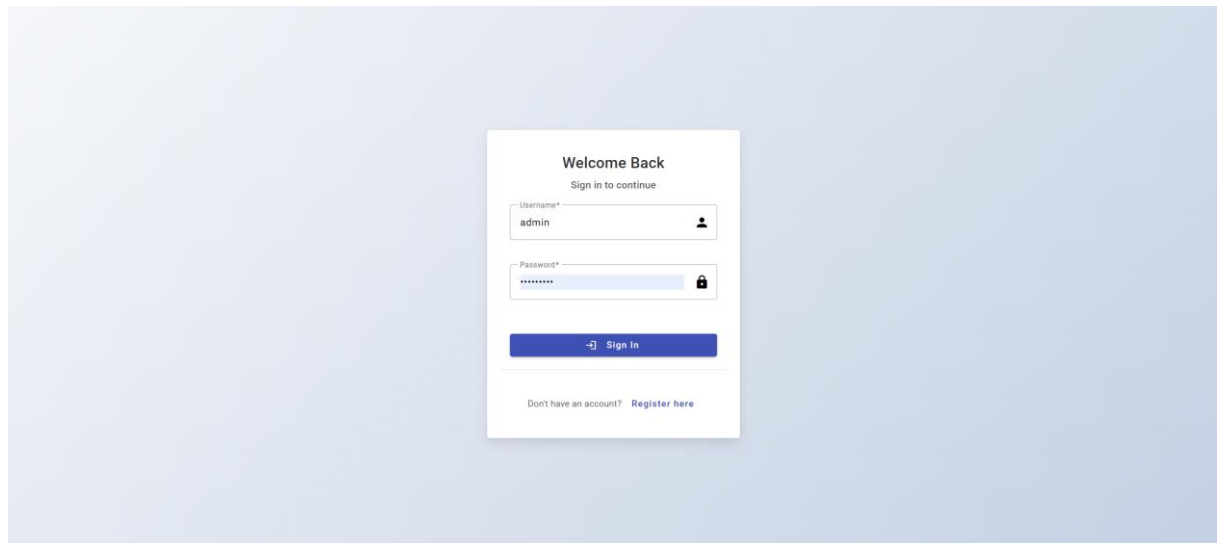 Welcome Back
Sign in to continue
Username*
admin
Password*
•••••••••
Sign In
Don't have an account? Register here